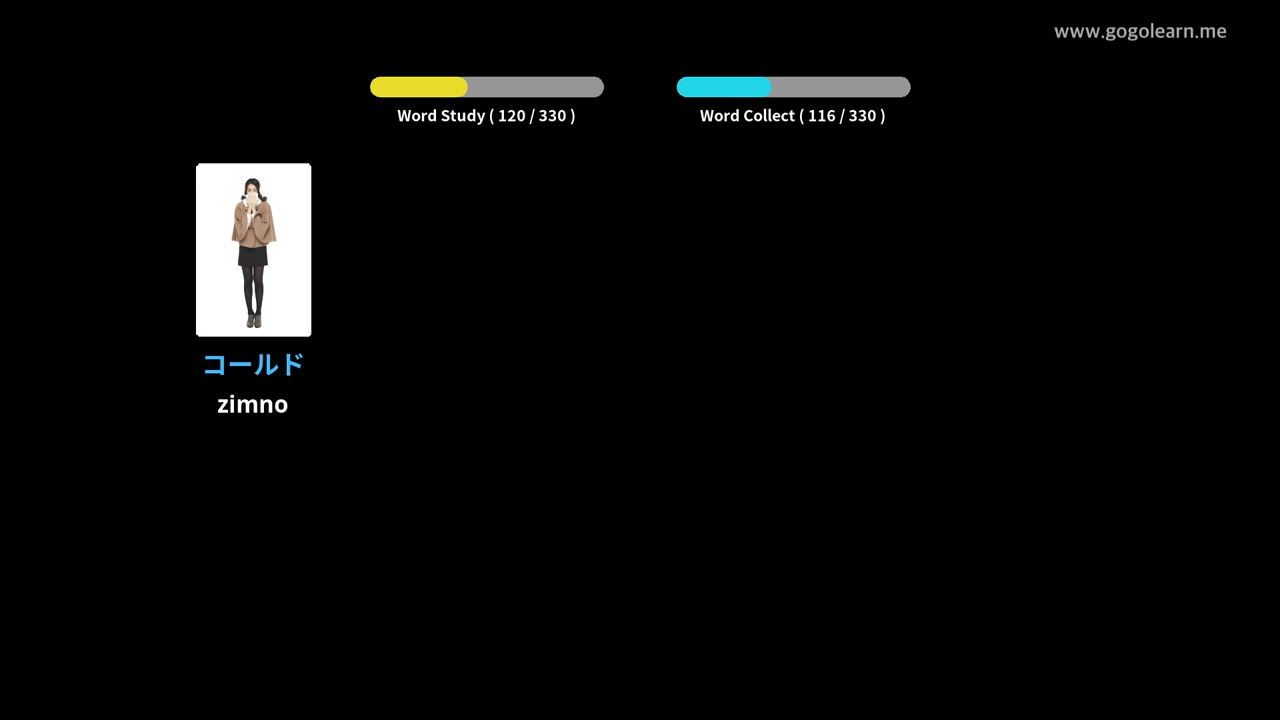 www.gogolearn.me
Word Study ( 120 / 330 )
Word Collect ( 116 / 330 )
コールド
zimno